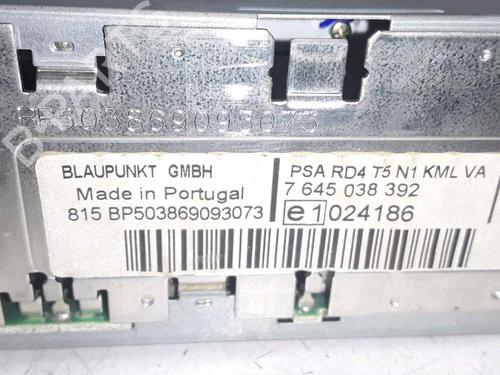 BP503869093073
BLAUPUNKT GMBH
Made in Portugal
815 BP503869093073
PSA RD4 T5 N1 KML VA
7 645 038 392
e1 024186